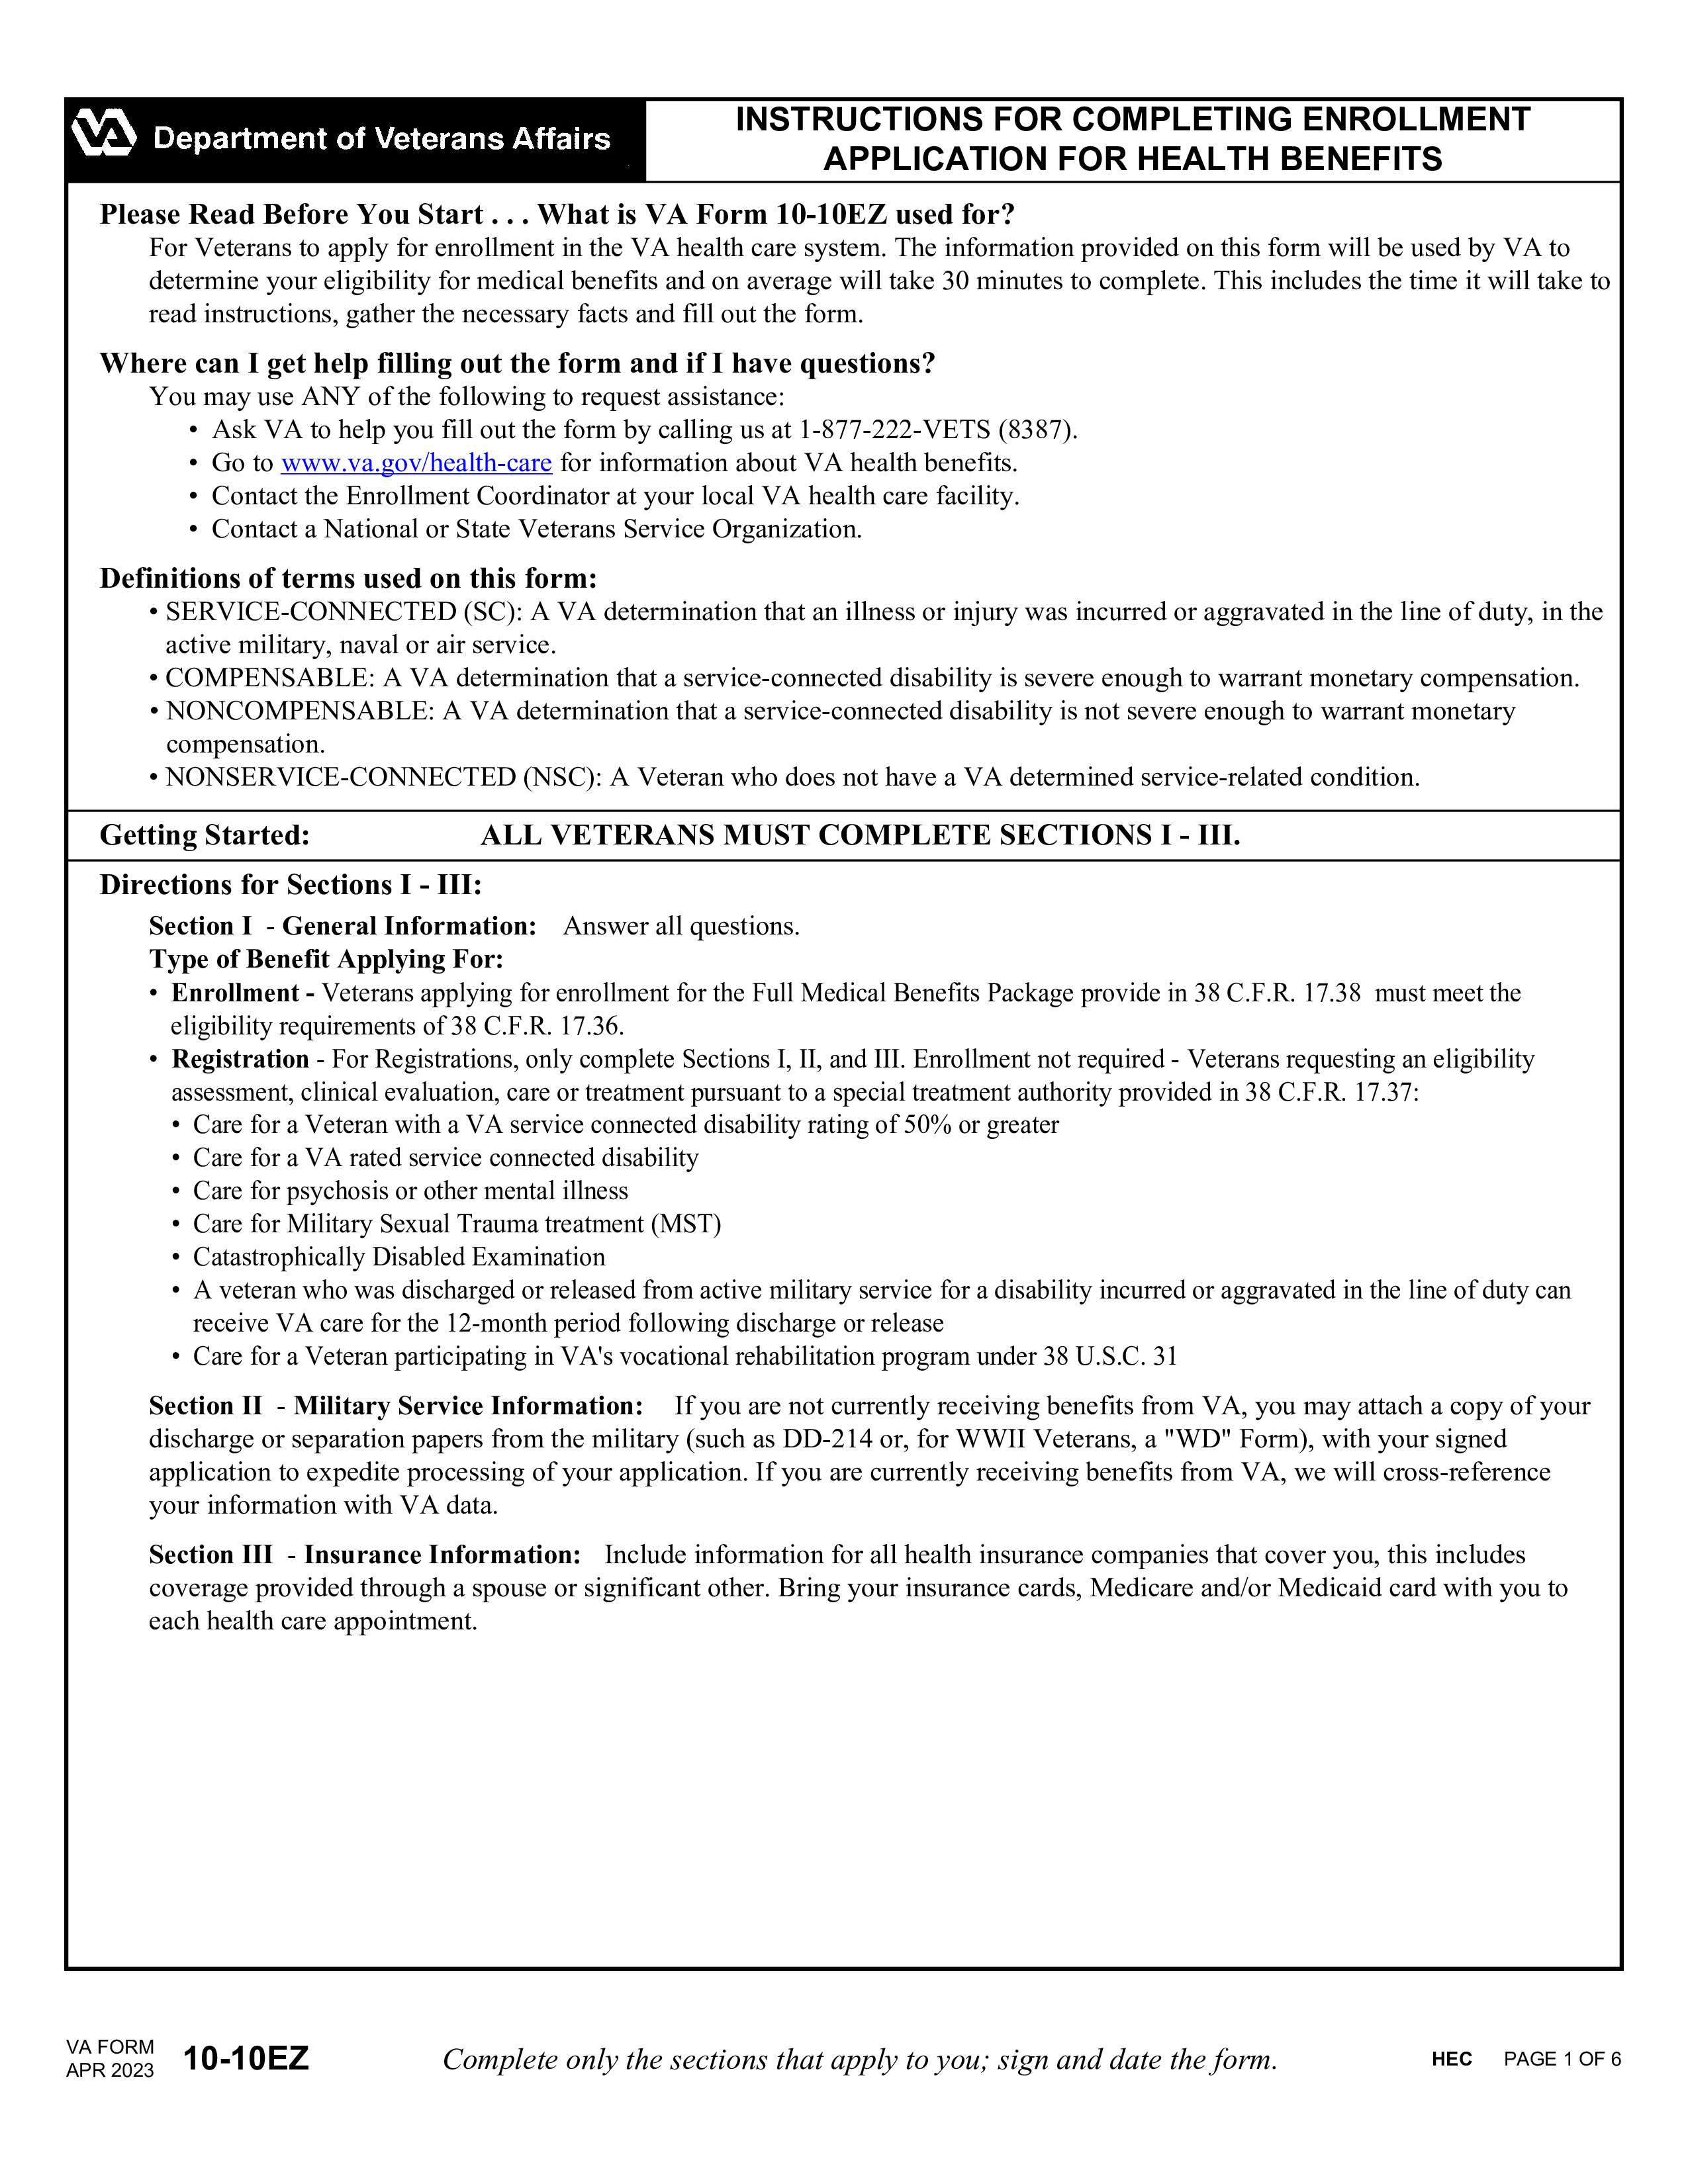 VA Department of Veterans Affairs
INSTRUCTIONS FOR COMPLETING ENROLLMENT
APPLICATION FOR HEALTH BENEFITS
Please Read Before You Start . . . What is VA Form 10-10EZ used for?
For Veterans to apply for enrollment in the VA health care system. The information provided on this form will be used by VA to
determine your eligibility for medical benefits and on average will take 30 minutes to complete. This includes the time it will take to
read instructions, gather the necessary facts and fill out the form.
Where can I get help filling out the form and if I have questions?
You may use ANY of the following to request assistance:
• Ask VA to help you fill out the form by calling us at 1-877-222-VETS (8387).
• Go to www.va.gov/health-care for information about VA health benefits.
• Contact the Enrollment Coordinator at your local VA health care facility.
• Contact a National or State Veterans Service Organization.
Definitions of terms used on this form:
• SERVICE-CONNECTED (SC): A VA determination that an illness or injury was incurred or aggravated in the line of duty, in the
active military, naval or air service.
• COMPENSABLE: A VA determination that a service-connected disability is severe enough to warrant monetary compensation.
• NONCOMPENSABLE: A VA determination that a service-connected disability is not severe enough to warrant monetary
compensation.
• NONSERVICE-CONNECTED (NSC): A Veteran who does not have a VA determined service-related condition.
Getting Started: ALL VETERANS MUST COMPLETE SECTIONS I - III.
Directions for Sections I - III:
Section I - General Information: Answer all questions.
Type of Benefit Applying For:
• Enrollment - Veterans applying for enrollment for the Full Medical Benefits Package provide in 38 C.F.R. 17.38 must meet the
eligibility requirements of 38 C.F.R. 17.36.
• Registration - For Registrations, only complete Sections I, II, and III. Enrollment not required - Veterans requesting an eligibility
assessment, clinical evaluation, care or treatment pursuant to a special treatment authority provided in 38 C.F.R. 17.37:
• Care for a Veteran with a VA service connected disability rating of 50% or greater
• Care for a VA rated service connected disability
• Care for psychosis or other mental illness
• Care for Military Sexual Trauma treatment (MST)
• Catastrophically Disabled Examination
• A veteran who was discharged or released from active military service for a disability incurred or aggravated in the line of duty can
receive VA care for the 12-month period following discharge or release
• Care for a Veteran participating in VA's vocational rehabilitation program under 38 U.S.C. 31
Section II - Military Service Information: If you are not currently receiving benefits from VA, you may attach a copy of your
discharge or separation papers from the military (such as DD-214 or, for WWII Veterans, a "WD" Form), with your signed
application to expedite processing of your application. If you are currently receiving benefits from VA, we will cross-reference
your information with VA data.
Section III - Insurance Information: Include information for all health insurance companies that cover you, this includes
coverage provided through a spouse or significant other. Bring your insurance cards, Medicare and/or Medicaid card with you to
each health care appointment.
VA FORM
APR 2023 10-10EZ Complete only the sections that apply to you; sign and date the form. HEC PAGE 1 OF 6